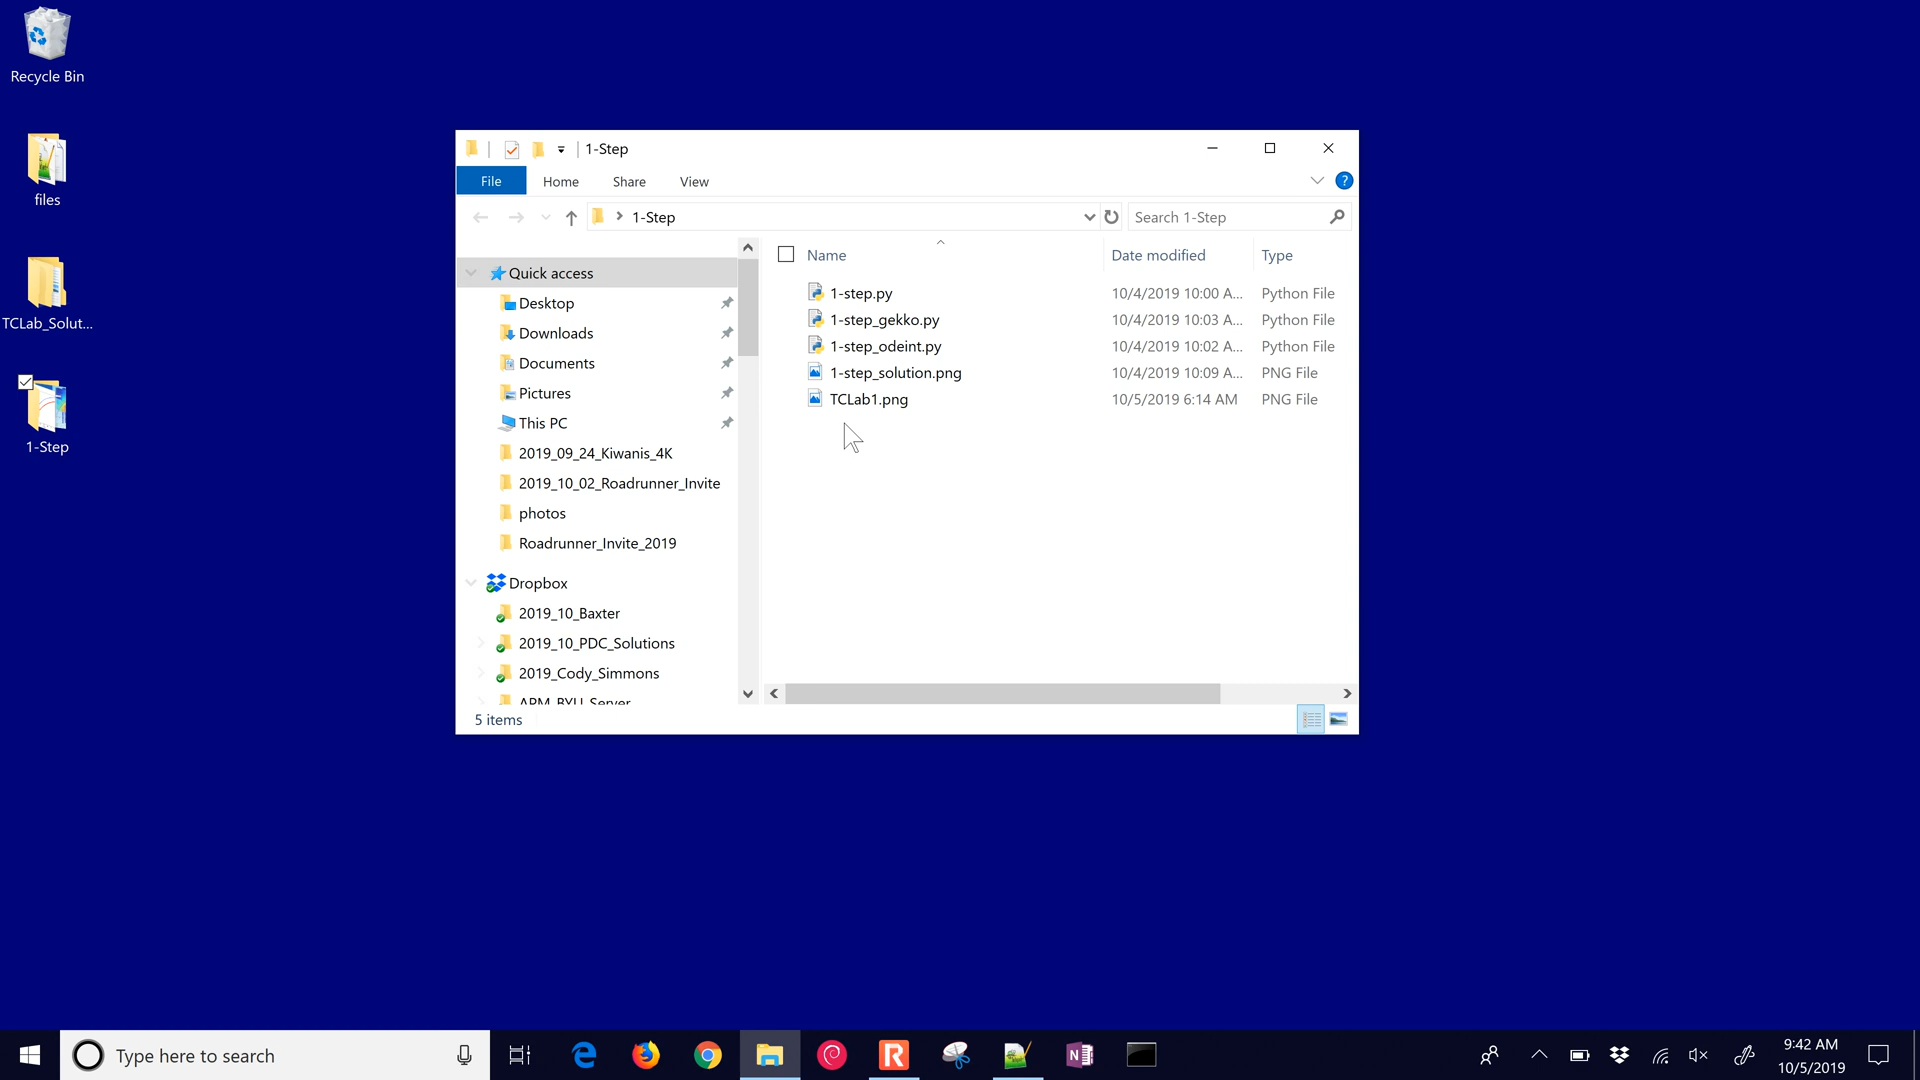 Recycle Bin
files
TCLab_Solut...
1-Step
1-Step
File Home Share View
1-Step
Search 1-Step
Quick access
Desktop
Downloads
Documents
Pictures
This PC
2019_09_24_Kiwanis_4K
2019_10_02_Roadrunner_Invite
photos
Roadrunner_Invite_2019
Dropbox
2019_10_Baxter
2019_10_PDC_Solutions
2019_Cody_Simmons
APM_BYU_Server
Name Date modified Type
1-step.py 10/4/2019 10:00 A... Python File
1-step_gekko.py 10/4/2019 10:03 A... Python File
1-step_odeint.py 10/4/2019 10:02 A... Python File
1-step_solution.png 10/4/2019 10:09 A... PNG File
TCLab1.png 10/5/2019 6:14 AM PNG File
5 items
Type here to search
9:42 AM
10/5/2019